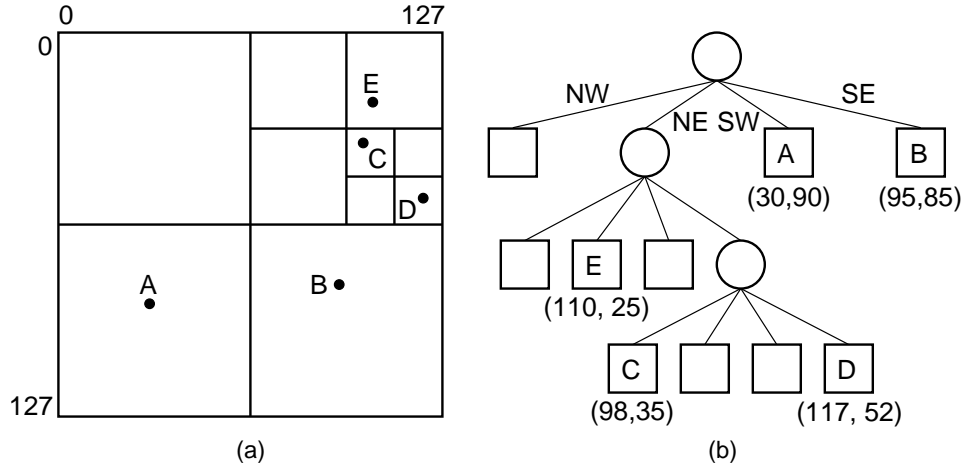 0 127
0
E
C
D
A
B
127
(a)
NW SE
NE SW
A B
(30,90) (95,85)
E
(110, 25)
C D
(98,35) (117, 52)
(b)